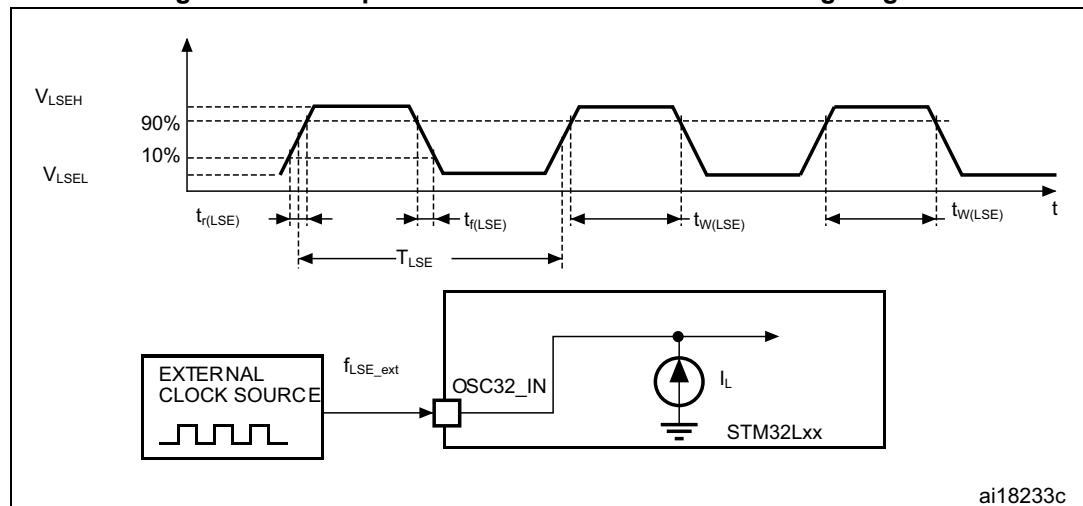 V_LSEH
90%
10%
V_LSEL
t_r(LSE)
t_f(LSE)
t_W(LSE)
t_W(LSE)
t
T_LSE
EXTERNAL
CLOCK SOURCE
f_LSE_ext
OSC32_IN
I_L
STM32Lxx
ai18233c